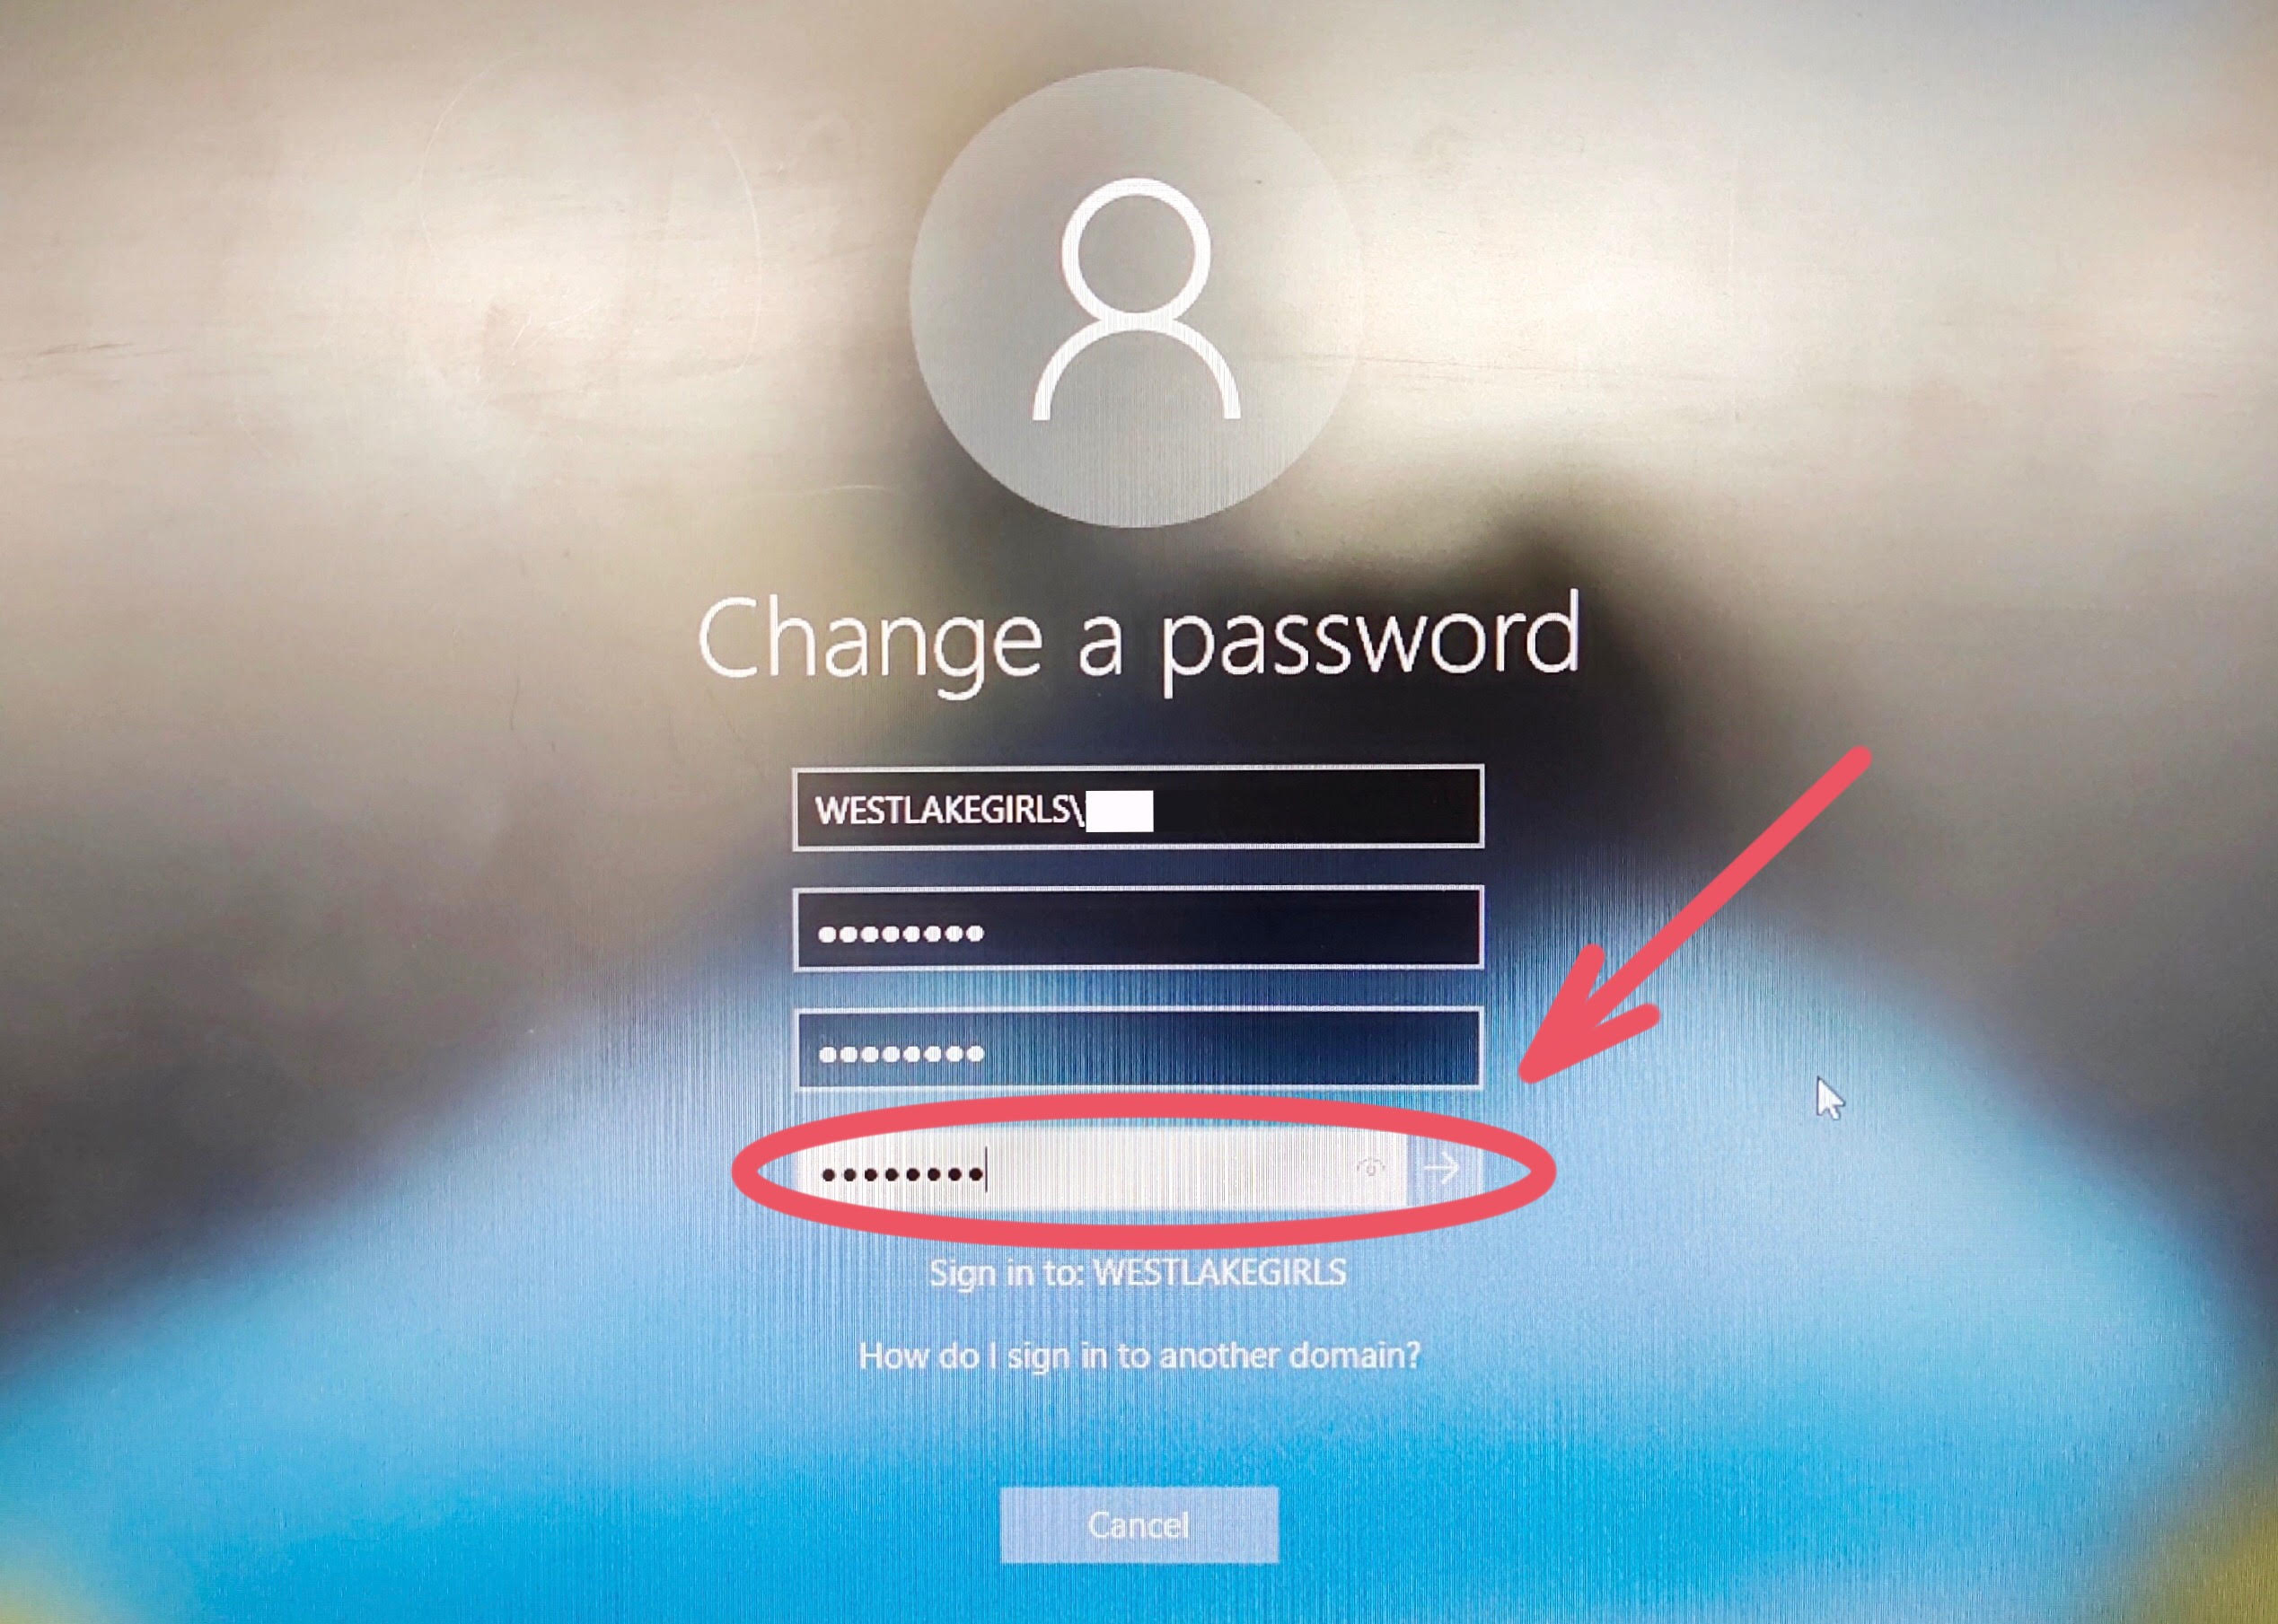 Change a password
WESTLAKEGIRLS\
••••••••
••••••••
••••••••
Sign in to: WESTLAKEGIRLS
How do I sign in to another domain?
Cancel